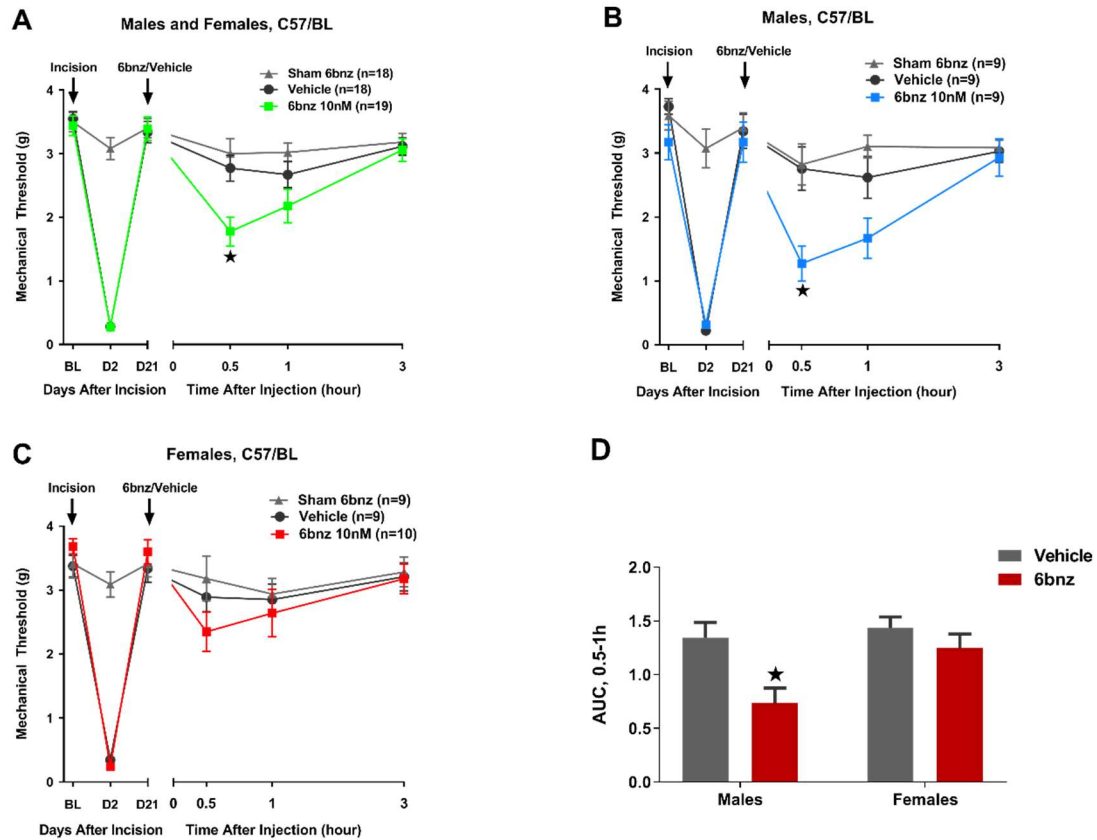 A
Males and Females, C57/BL
Incision
6bnz/Vehicle
Sham 6bnz (n=18)
Vehicle (n=18)
6bnz 10nM (n=19)
Mechanical Threshold (g)
4
3
2
1
0
BL D2 D21 0 0.5 1 3
Days After Incision Time After Injection (hour)
B
Males, C57/BL
Incision
6bnz/Vehicle
Sham 6bnz (n=9)
Vehicle (n=9)
6bnz 10nM (n=9)
Mechanical Threshold (g)
4
3
2
1
0
BL D2 D21 0 0.5 1 3
Days After Incision Time After Injection (hour)
C
Females, C57/BL
Incision
6bnz/Vehicle
Sham 6bnz (n=9)
Vehicle (n=9)
6bnz 10nM (n=10)
Mechanical Threshold (g)
4
3
2
1
0
BL D2 D21 0 0.5 1 3
Days After Incision Time After Injection (hour)
D
Vehicle
6bnz
AUC, 0.5-1h
2.0
1.5
1.0
0.5
0.0
Males Females